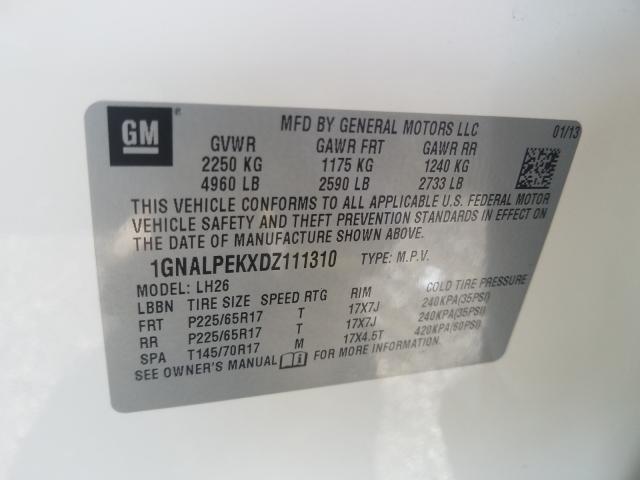 GM
MFD BY GENERAL MOTORS LLC 01/13
GVWR GAWR FRT GAWR RR
2250 KG 1175 KG 1240 KG
4960 LB 2590 LB 2733 LB
THIS VEHICLE CONFORMS TO ALL APPLICABLE U.S. FEDERAL MOTOR
VEHICLE SAFETY AND THEFT PREVENTION STANDARDS IN EFFECT ON
THE DATE OF MANUFACTURE SHOWN ABOVE.
1GNALPEKXDZ111310 TYPE: M.P.V.
MODEL: LH26
LBBN TIRE SIZE SPEED RTG RIM COLD TIRE PRESSURE
FRT P225/65R17 T 17X7J 240KPA(35PSI)
RR P225/65R17 T 17X7J 240KPA(35PSI)
SPA T145/70R17 M 17X4.5T 420KPA(60PSI)
SEE OWNER'S MANUAL FOR MORE INFORMATION.